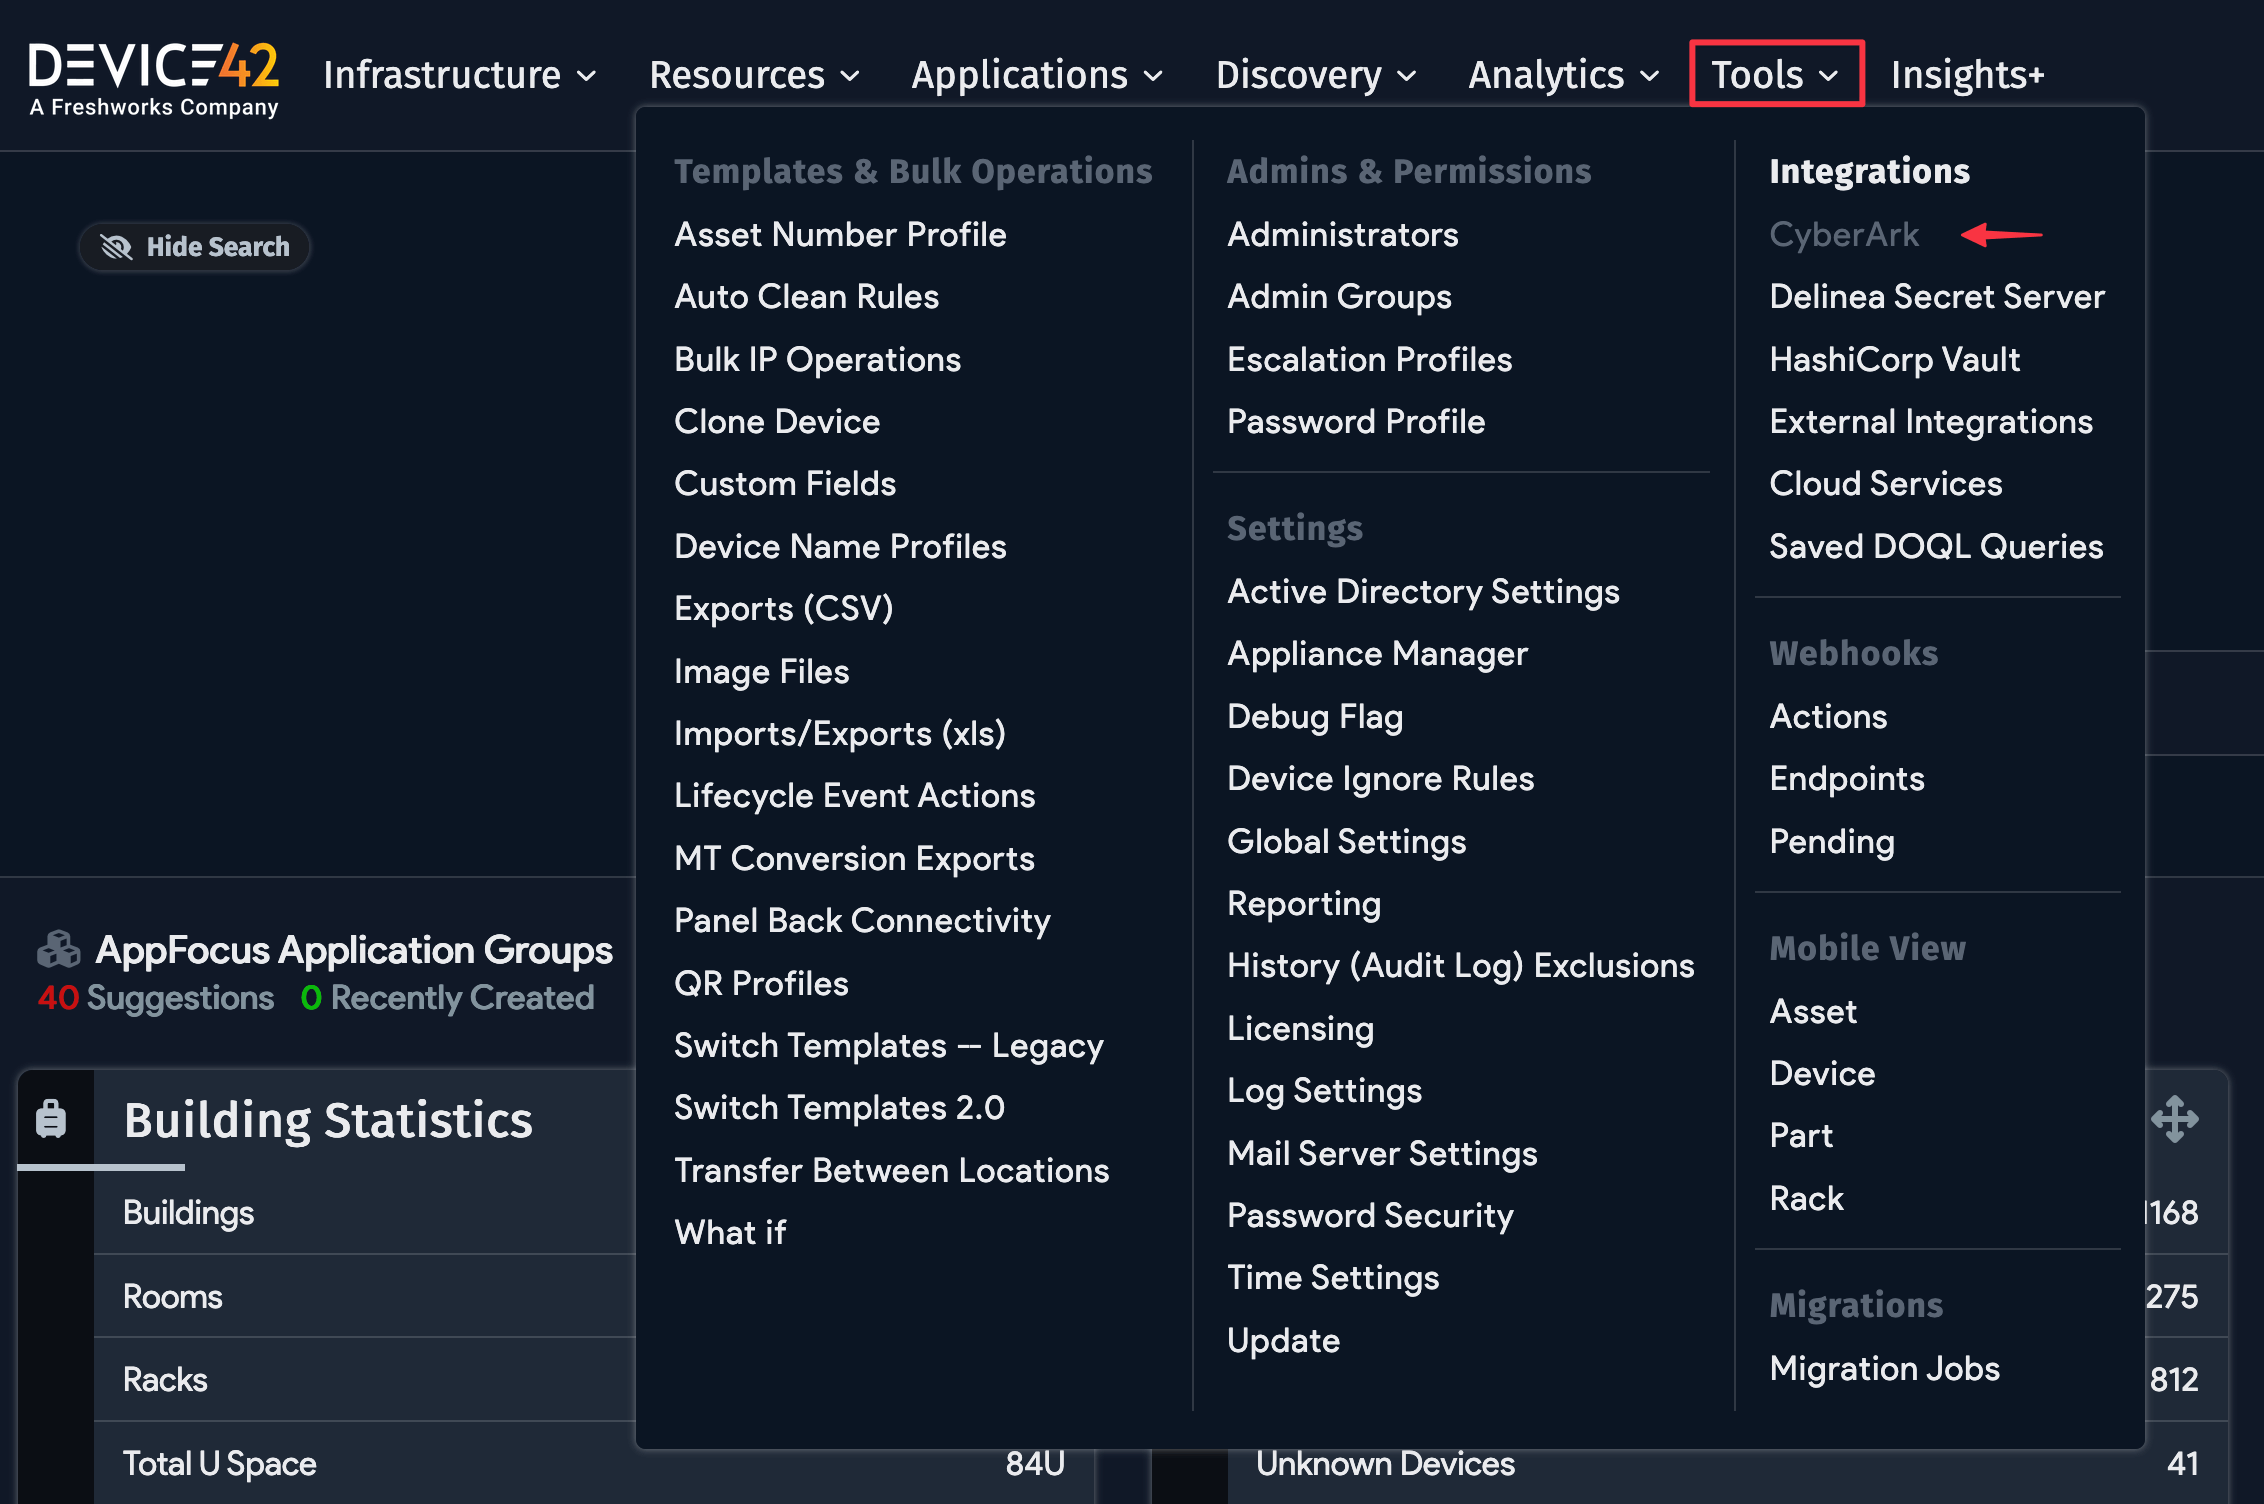 DEVICE42
A Freshworks Company
Infrastructure
Resources
Applications
Discovery
Analytics
Tools
Insights+
Hide Search
Templates & Bulk Operations
Asset Number Profile
Auto Clean Rules
Bulk IP Operations
Clone Device
Custom Fields
Device Name Profiles
Exports (CSV)
Image Files
Imports/Exports (xls)
Lifecycle Event Actions
MT Conversion Exports
Panel Back Connectivity
QR Profiles
Switch Templates -- Legacy
Switch Templates 2.0
Transfer Between Locations
What if
Admins & Permissions
Administrators
Admin Groups
Escalation Profiles
Password Profile
Settings
Active Directory Settings
Appliance Manager
Debug Flag
Device Ignore Rules
Global Settings
Reporting
History (Audit Log) Exclusions
Licensing
Log Settings
Mail Server Settings
Password Security
Time Settings
Update
Integrations
CyberArk
Delinea Secret Server
HashiCorp Vault
External Integrations
Cloud Services
Saved DOQL Queries
Webhooks
Actions
Endpoints
Pending
Mobile View
Asset
Device
Part
Rack
Migrations
Migration Jobs
AppFocus Application Groups
40 Suggestions 0 Recently Created
Building Statistics
Buildings
Rooms
Racks
Total U Space 84U
168
275
812
Unknown Devices 41